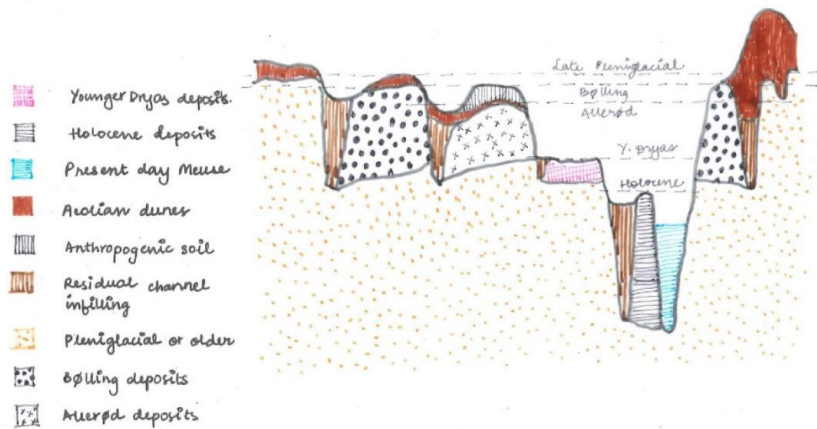 Late Pleniglacial
Bølling
Allerød
Y. Dryas
Holocene
Younger Dryas deposits.
Holocene deposits
Present day Meuse
Aeolian dunes
Anthropogenic soil
Residual channel
infilling
Pleniglacial or older
Bølling deposits
Allerød deposits